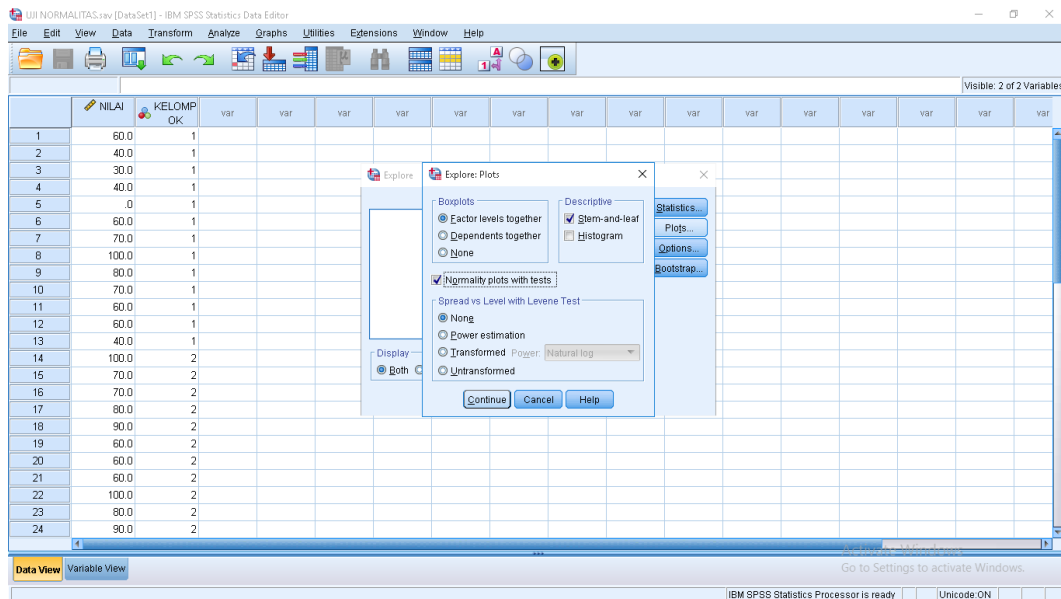 UJI NORMALITAS.sav [DataSet1] - IBM SPSS Statistics Data Editor
File Edit View Data Transform Analyze Graphs Utilities Extensions Window Help
Visible: 2 of 2 Variables
NILAI KELOMPOK var var var var var var var var var var var var var var var
1 60.0 1
2 40.0 1
3 30.0 1
4 40.0 1
5 .0 1
6 60.0 1
7 70.0 1
8 100.0 1
9 80.0 1
10 70.0 1
11 60.0 1
12 60.0 1
13 40.0 1
14 100.0 2
15 70.0 2
16 70.0 2
17 80.0 2
18 90.0 2
19 60.0 2
20 60.0 2
21 60.0 2
22 100.0 2
23 80.0 2
24 90.0 2
Explore
Statistics...
Plots...
Options...
Bootstrap...
Display
Both
Explore: Plots
Boxplots
Factor levels together
Dependents together
None
Descriptive
Stem-and-leaf
Histogram
Normality plots with tests
Spread vs Level with Levene Test
None
Power estimation
Transformed Power: Natural log
Untransformed
Continue Cancel Help
Data View Variable View
Activate Windows
Go to Settings to activate Windows.
IBM SPSS Statistics Processor is ready Unicode:ON